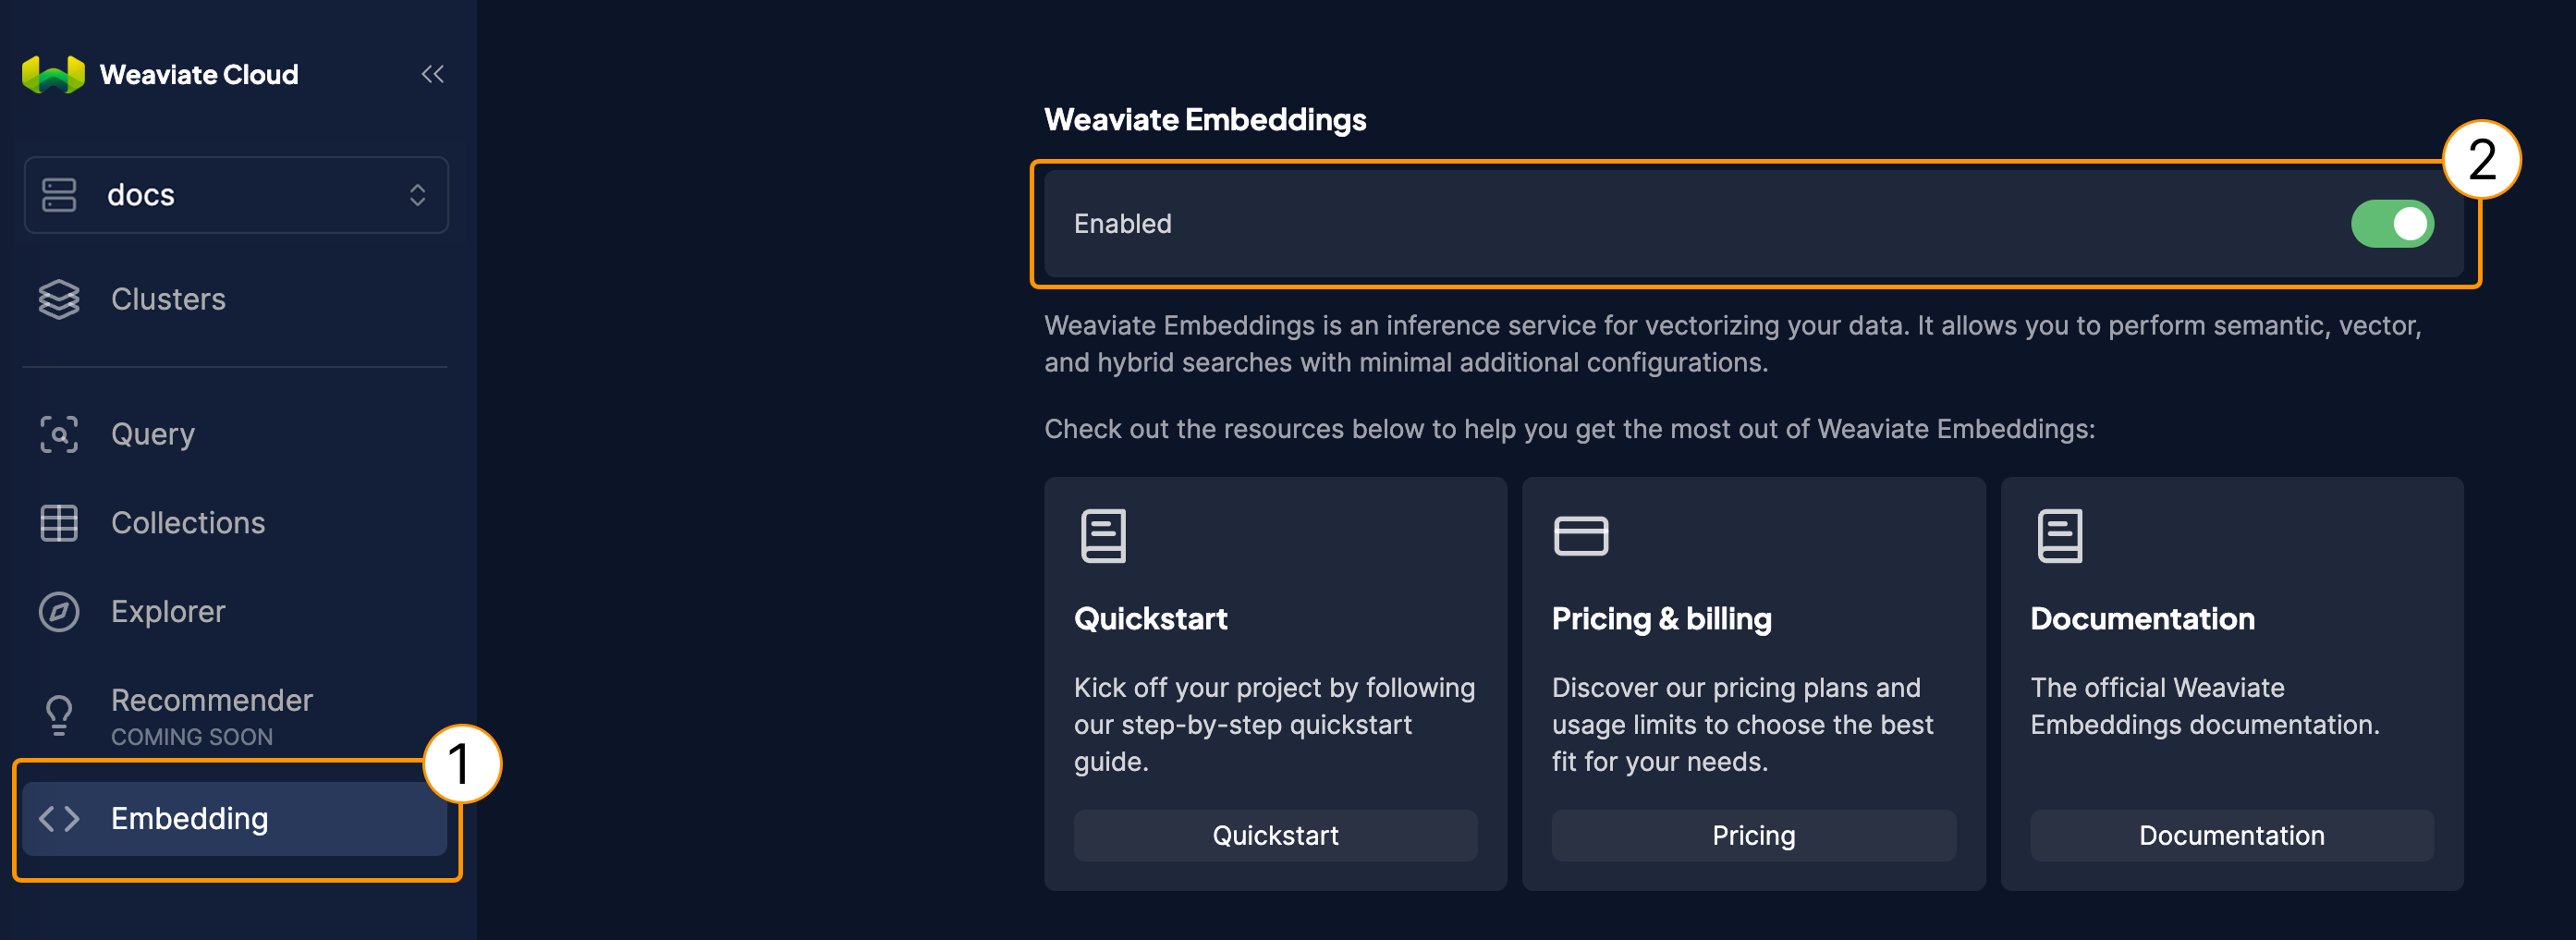 Weaviate Cloud
docs
Clusters
Query
Collections
Explorer
Recommender
COMING SOON
1
Embedding
Weaviate Embeddings
2
Enabled
Weaviate Embeddings is an inference service for vectorizing your data. It allows you to perform semantic, vector,
and hybrid searches with minimal additional configurations.
Check out the resources below to help you get the most out of Weaviate Embeddings:
Quickstart
Kick off your project by following
our step-by-step quickstart
guide.
Quickstart
Pricing & billing
Discover our pricing plans and
usage limits to choose the best
fit for your needs.
Pricing
Documentation
The official Weaviate
Embeddings documentation.
Documentation